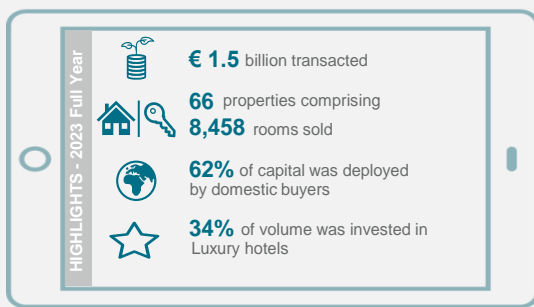 HIGHLIGHTS - 2023 Full Year
€ 1.5 billion transacted
66 properties comprising
8,458 rooms sold
62% of capital was deployed
by domestic buyers
34% of volume was invested in
Luxury hotels